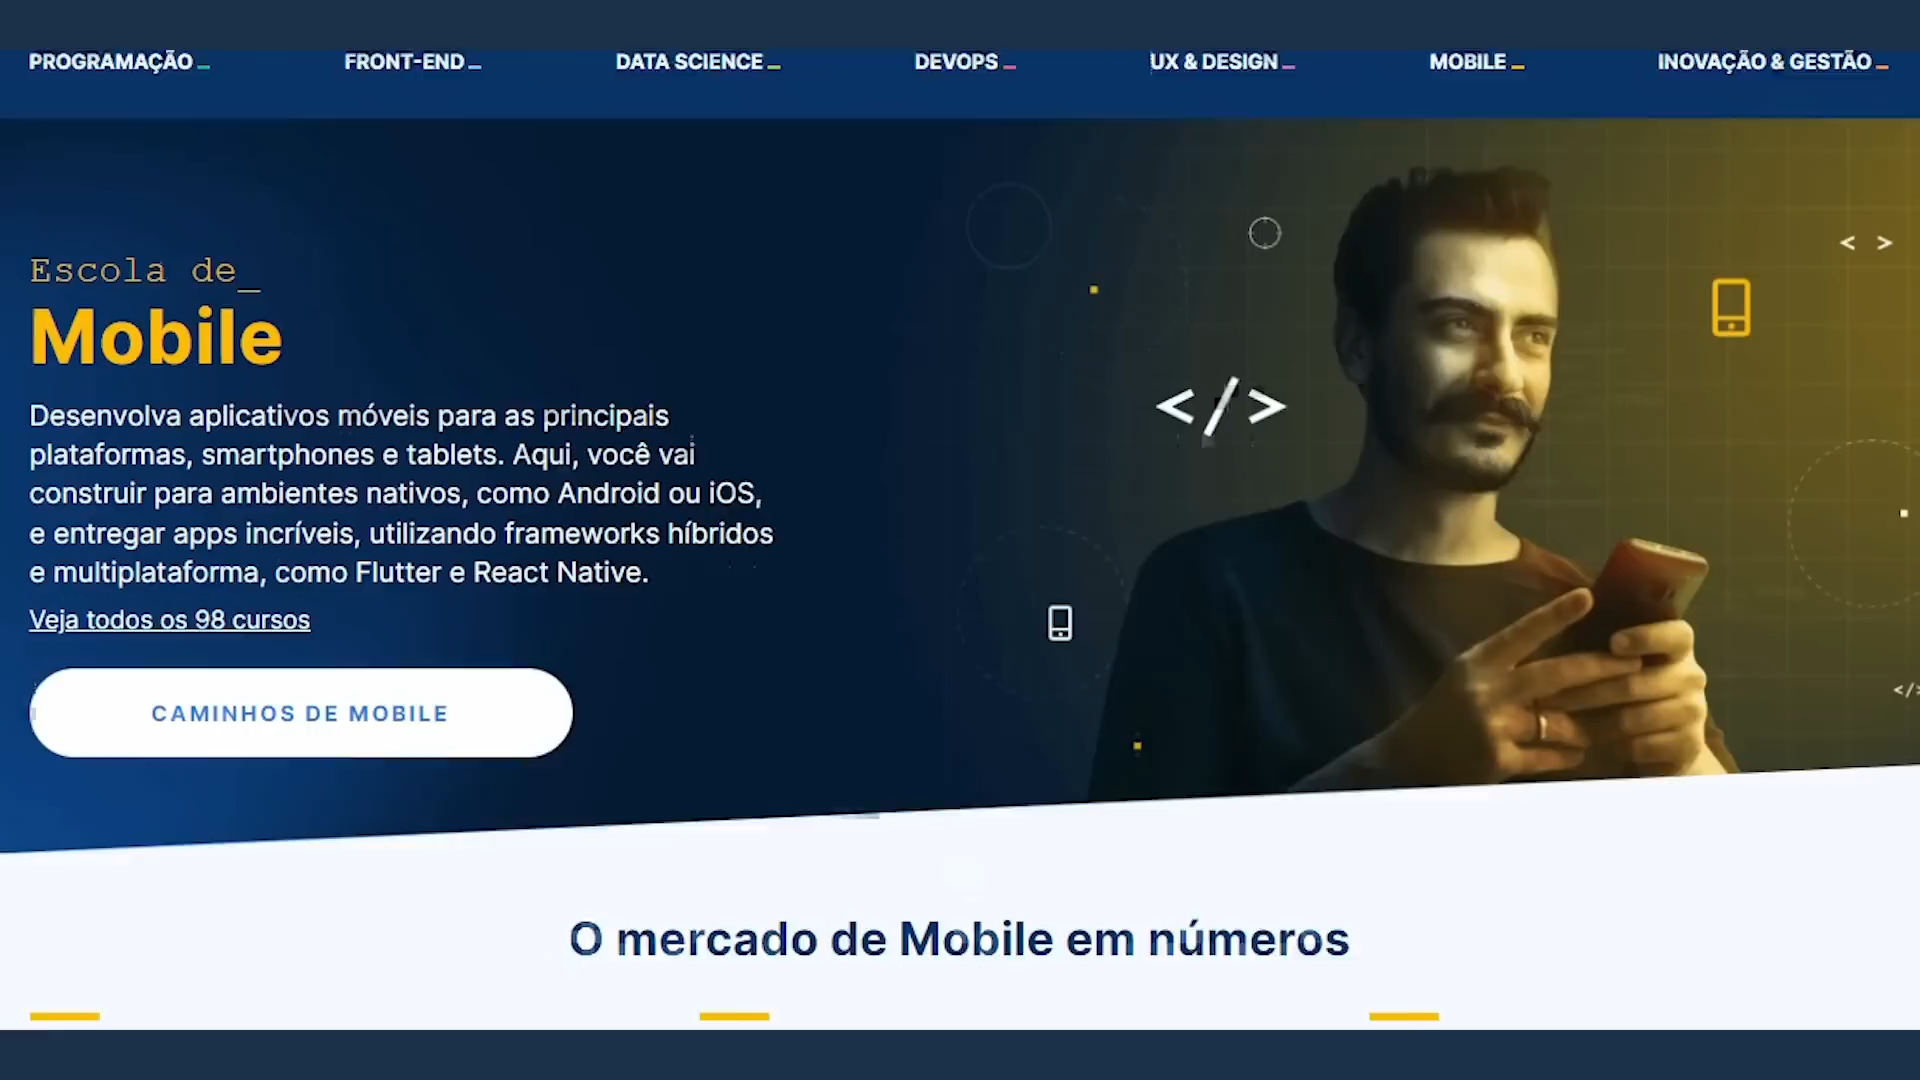 PROGRAMAÇÃO _ FRONT-END _ DATA SCIENCE _ DEVOPS _ UX & DESIGN _ MOBILE _ INOVAÇÃO & GESTÃO _
Escola de_
Mobile
Desenvolva aplicativos móveis para as principais
plataformas, smartphones e tablets. Aqui, você vai
construir para ambientes nativos, como Android ou iOS,
e entregar apps incríveis, utilizando frameworks híbridos
e multiplataforma, como Flutter e React Native.
Veja todos os 98 cursos
CAMINHOS DE MOBILE
< >
</>
</>
O mercado de Mobile em números